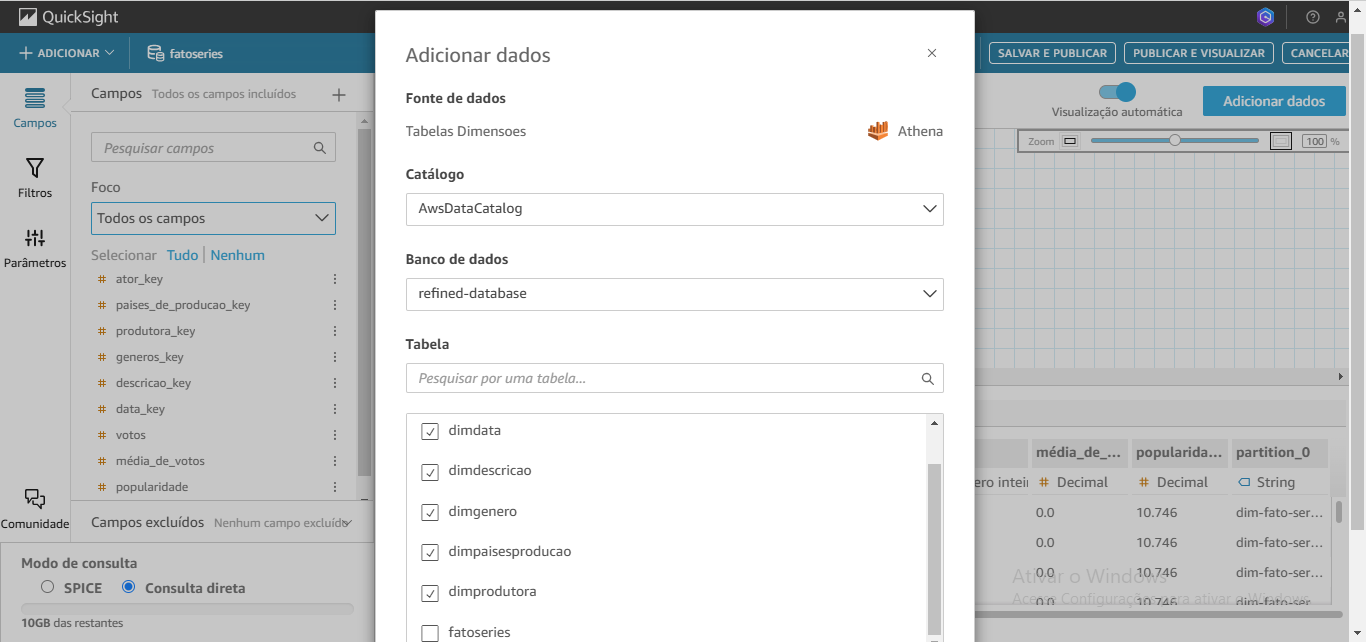 QuickSight
ADICIONAR
fatoseries
SALVAR E PUBLICAR
PUBLICAR E VISUALIZAR
CANCELAR
Campos
Campos Todos os campos incluídos
Filtros
Parâmetros
Comunidade
Pesquisar campos
Foco
Todos os campos
Selecionar Tudo Nenhum
ator_key
paises_de_producao_key
produtora_key
generos_key
descricao_key
data_key
votos
média_de_votos
popularidade
Campos excluídos Nenhum campo excluído
Modo de consulta
SPICE Consulta direta
10GB das restantes
Adicionar dados
Fonte de dados
Tabelas Dimensoes
Athena
Catálogo
AwsDataCatalog
Banco de dados
refined-database
Tabela
Pesquisar por uma tabela...
dimdata
dimdescricao
dimgenero
dimpaisesproducao
dimprodutora
fatoseries
Visualização automática
Adicionar dados
Zoom 100 %
média_de_... popularida... partition_0
ero inteir Decimal Decimal String
0.0 10.746 dim-fato-ser...
0.0 10.746 dim-fato-ser...
0.0 10.746 dim-fato-ser...
0.0 10.746 dim-fato-ser...
Ativar o Windows
Acesse Configurações para ativar o Windows.